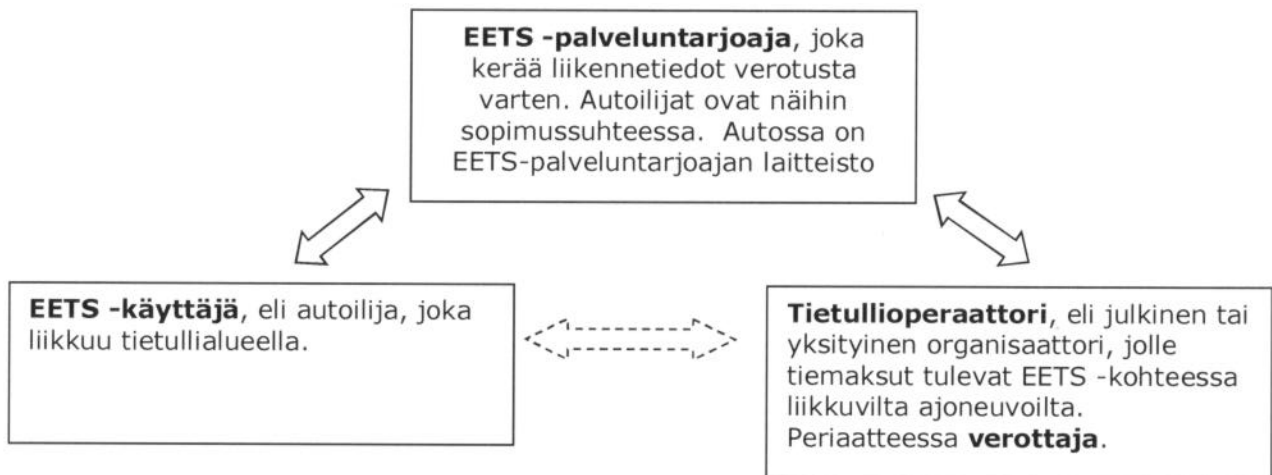 EETS -palveluntarjoaja, joka
kerää liikennetiedot verotusta
varten. Autoilijat ovat näihin
sopimussuhteessa.  Autossa on
EETS-palveluntarjoajan laitteisto
EETS -käyttäjä, eli autoilija, joka
liikkuu tietullialueella.
Tietullioperaattori, eli julkinen tai
yksityinen organisaattori, jolle
tiemaksut tulevat EETS -kohteessa
liikkuvilta ajoneuvoilta.
Periaatteessa verottaja.